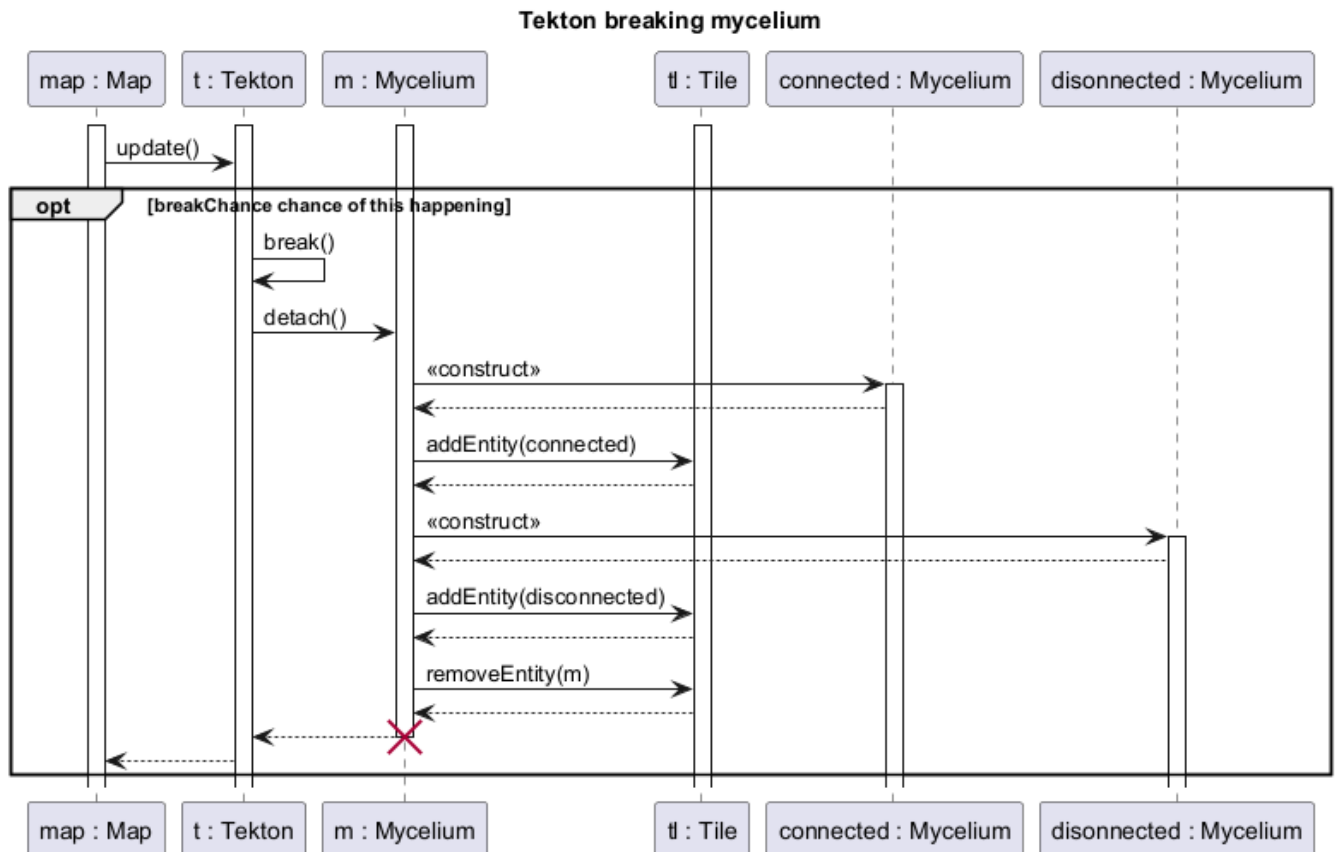 Tekton breaking mycelium
map : Map
t : Tekton
m : Mycelium
tl : Tile
connected : Mycelium
disonnected : Mycelium
update()
opt
[breakChance chance of this happening]
break()
detach()
«construct»
addEntity(connected)
«construct»
addEntity(disconnected)
removeEntity(m)
map : Map
t : Tekton
m : Mycelium
tl : Tile
connected : Mycelium
disonnected : Mycelium